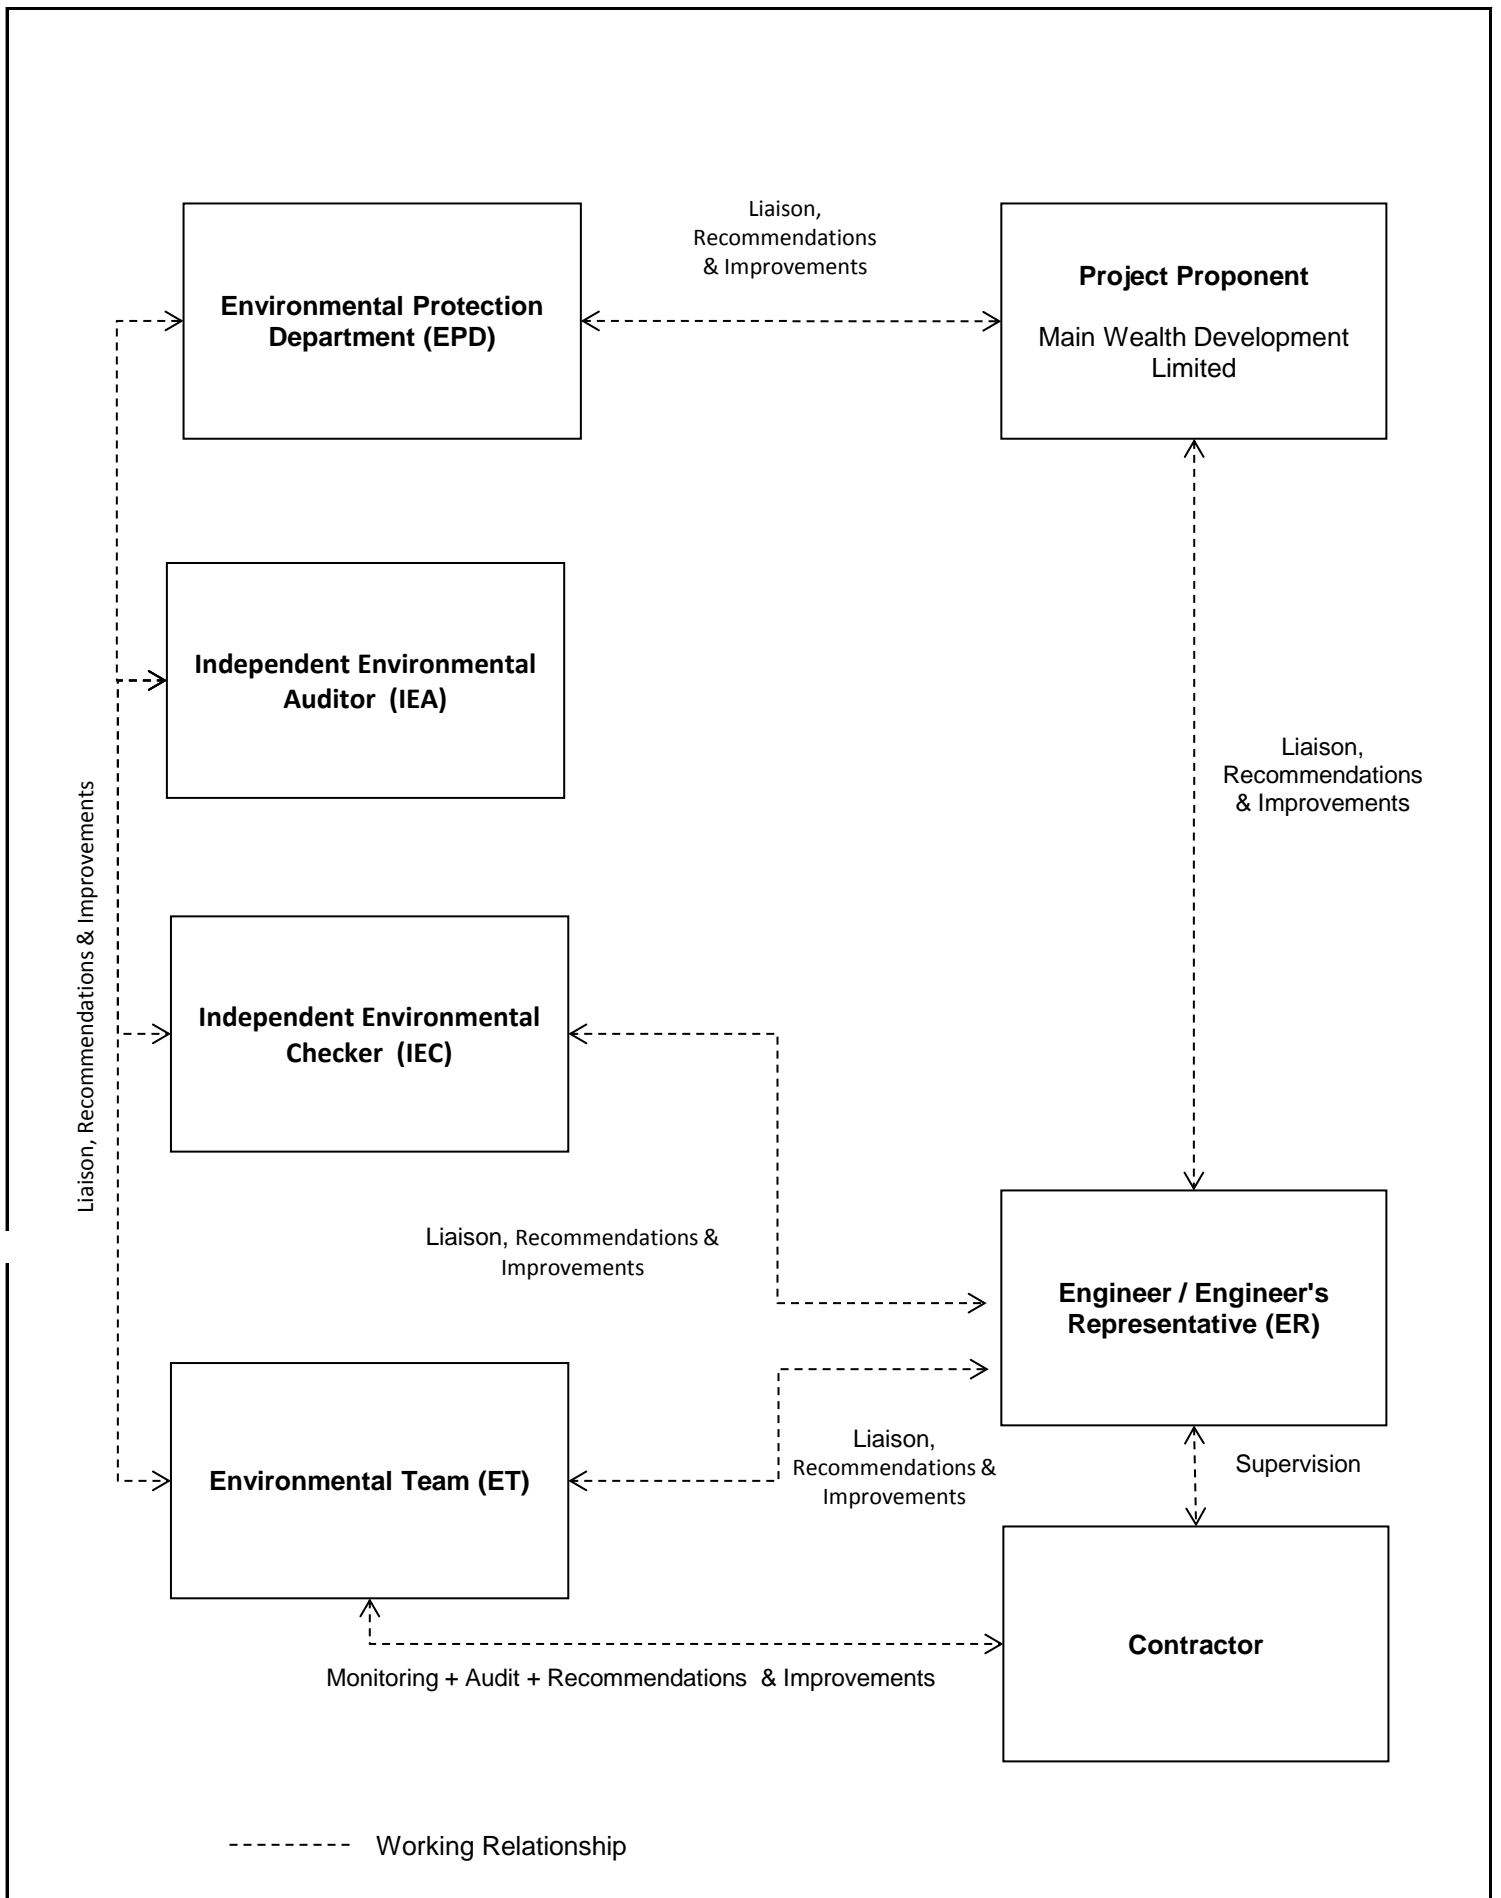 Liaison,
Recommendations
& Improvements
Environmental Protection
Department (EPD)
Project Proponent
Main Wealth Development
Limited
Independent Environmental
Auditor (IEA)
Liaison,
Recommendations
& Improvements
Liaison, Recommendations & Improvements
Independent Environmental
Checker (IEC)
Liaison, Recommendations &
Improvements
Engineer / Engineer's
Representative (ER)
Liaison,
Recommendations &
Improvements
Supervision
Environmental Team (ET)
Contractor
Monitoring + Audit + Recommendations & Improvements
Working Relationship